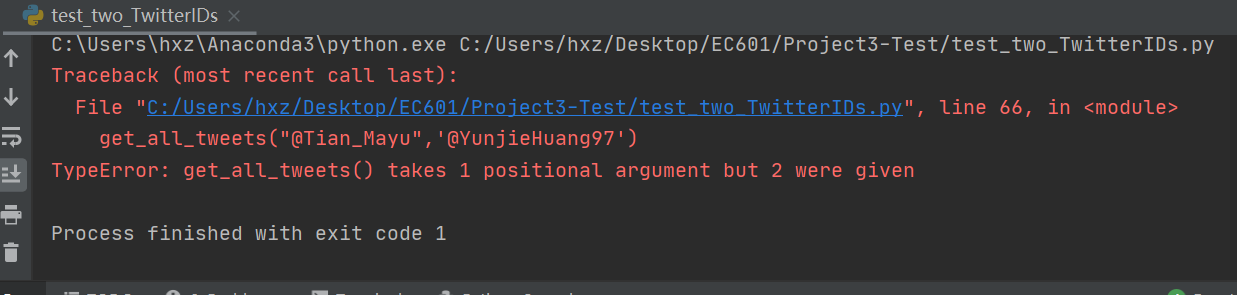 test_two_TwitterIDs
C:\Users\hxz\Anaconda3\python.exe C:/Users/hxz/Desktop/EC601/Project3-Test/test_two_TwitterIDs.py
Traceback (most recent call last):
  File "C:/Users/hxz/Desktop/EC601/Project3-Test/test_two_TwitterIDs.py", line 66, in <module>
    get_all_tweets("@Tian_Mayu",'@YunjieHuang97')
TypeError: get_all_tweets() takes 1 positional argument but 2 were given
Process finished with exit code 1